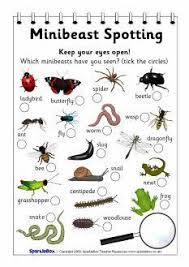 Minibeast Spotting
Keep your eyes open!
Which minibeasts have you seen? (tick the circles)
ladybird
butterfly
beetle
spider
dragonfly
ant
fly
worms
wasp
bee
snail
centipede
slug
grasshopper
snake
newt
woodlouse
frog
SparkleBox